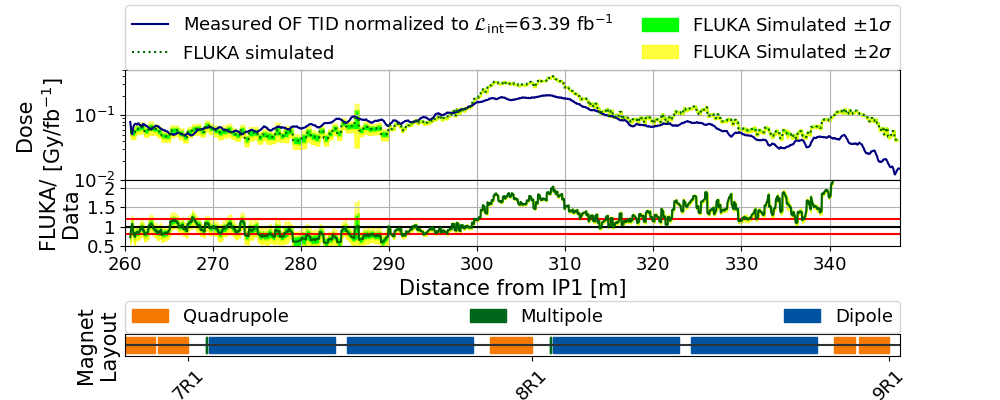 Measured OF TID normalized to ℒint=63.39 fb⁻¹
FLUKA simulated
FLUKA Simulated ±1σ
FLUKA Simulated ±2σ
Dose
[Gy/fb⁻¹]
10⁻¹
10⁻²
FLUKA/
Data
2
1.5
1
0.5
260 270 280 290 300 310 320 330 340
Distance from IP1 [m]
Quadrupole Multipole Dipole
Magnet
Layout
7R1 8R1 9R1